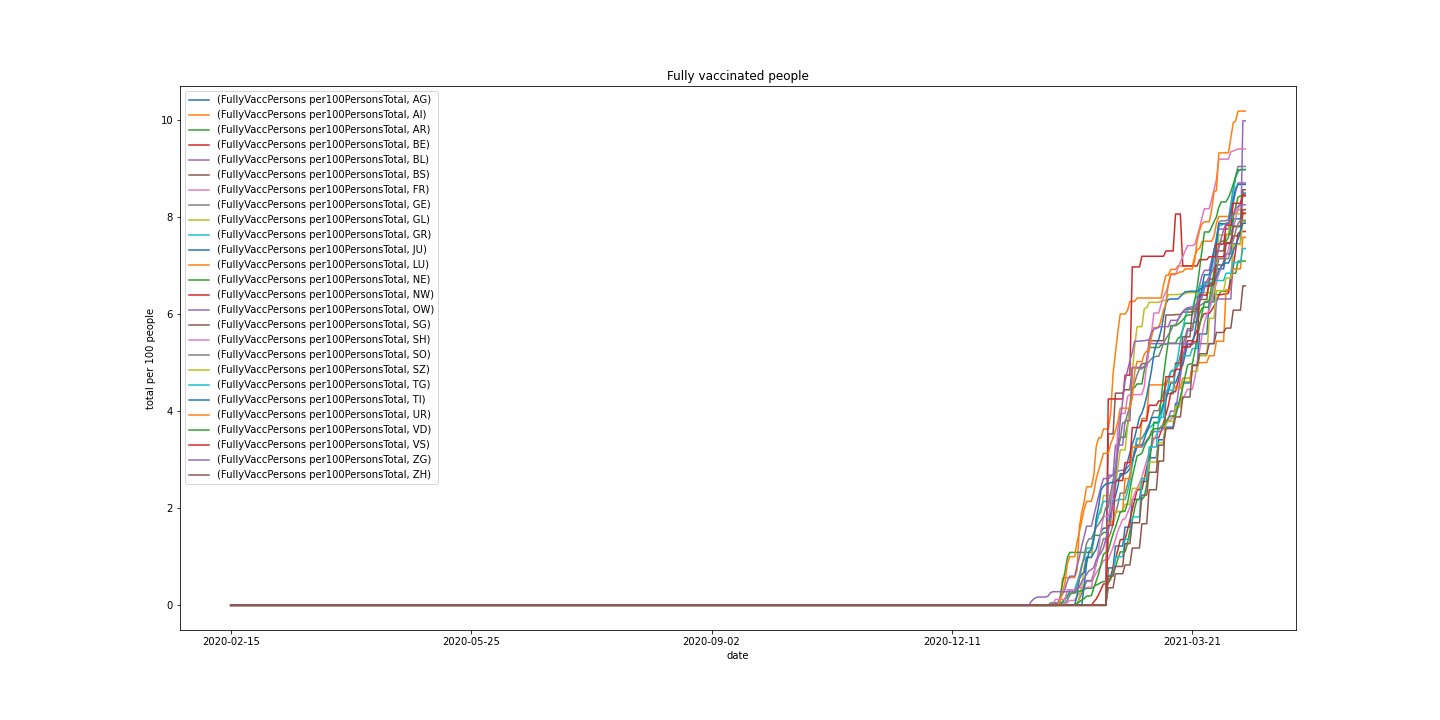 Fully vaccinated people
(FullyVaccPersons per100PersonsTotal, AG)
(FullyVaccPersons per100PersonsTotal, AI)
(FullyVaccPersons per100PersonsTotal, AR)
(FullyVaccPersons per100PersonsTotal, BE)
(FullyVaccPersons per100PersonsTotal, BL)
(FullyVaccPersons per100PersonsTotal, BS)
(FullyVaccPersons per100PersonsTotal, FR)
(FullyVaccPersons per100PersonsTotal, GE)
(FullyVaccPersons per100PersonsTotal, GL)
(FullyVaccPersons per100PersonsTotal, GR)
(FullyVaccPersons per100PersonsTotal, JU)
(FullyVaccPersons per100PersonsTotal, LU)
(FullyVaccPersons per100PersonsTotal, NE)
(FullyVaccPersons per100PersonsTotal, NW)
(FullyVaccPersons per100PersonsTotal, OW)
(FullyVaccPersons per100PersonsTotal, SG)
(FullyVaccPersons per100PersonsTotal, SH)
(FullyVaccPersons per100PersonsTotal, SO)
(FullyVaccPersons per100PersonsTotal, SZ)
(FullyVaccPersons per100PersonsTotal, TG)
(FullyVaccPersons per100PersonsTotal, TI)
(FullyVaccPersons per100PersonsTotal, UR)
(FullyVaccPersons per100PersonsTotal, VD)
(FullyVaccPersons per100PersonsTotal, VS)
(FullyVaccPersons per100PersonsTotal, ZG)
(FullyVaccPersons per100PersonsTotal, ZH)
total per 100 people
10
8
6
4
2
0
2020-02-15
2020-05-25
2020-09-02
2020-12-11
2021-03-21
date